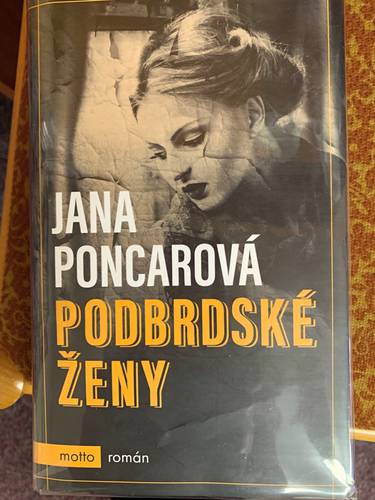 JANA
PONCAROVÁ
PODBRDSKÉ
ŽENY
motto román